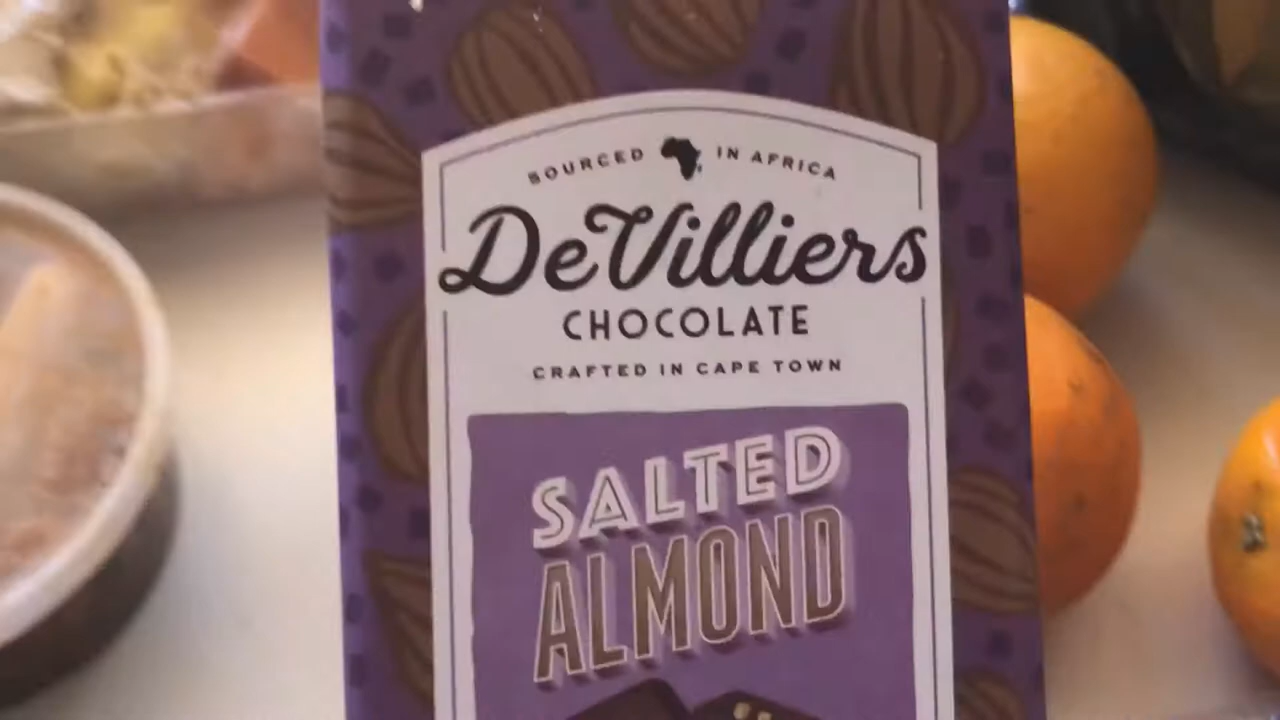 SOURCED IN AFRICA
DeVilliers
CHOCOLATE
CRAFTED IN CAPE TOWN
SALTED
ALMOND